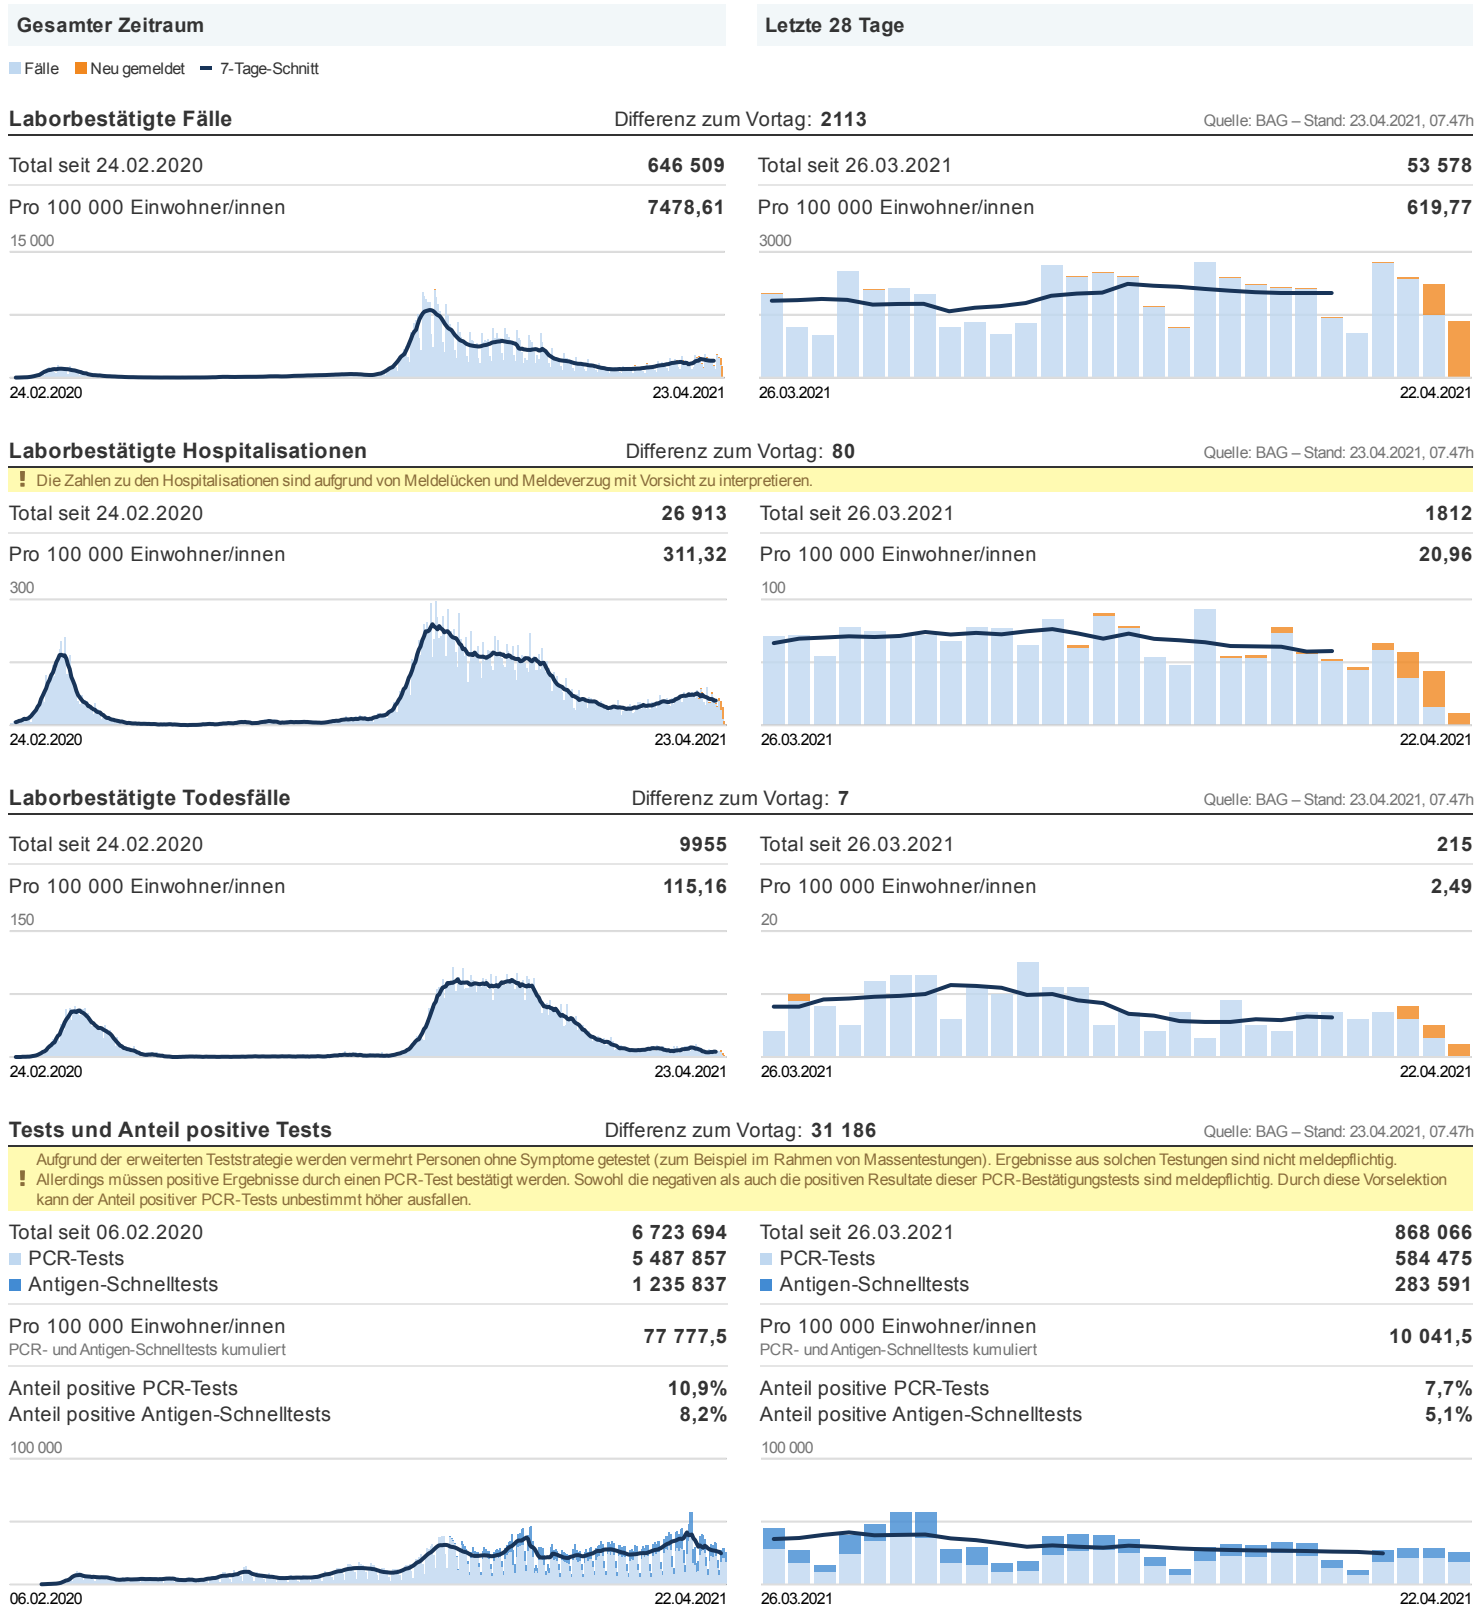 Gesamter Zeitraum
Letzte 28 Tage
Fälle Neu gemeldet 7-Tage-Schnitt
Laborbestätigte Fälle Differenz zum Vortag: 2113 Quelle: BAG – Stand: 23.04.2021, 07.47h
Total seit 24.02.2020 646 509
Total seit 26.03.2021 53 578
Pro 100 000 Einwohner/innen 7478,61
Pro 100 000 Einwohner/innen 619,77
15 000
3000
24.02.2020 23.04.2021
26.03.2021 22.04.2021
Laborbestätigte Hospitalisationen Differenz zum Vortag: 80 Quelle: BAG – Stand: 23.04.2021, 07.47h
! Die Zahlen zu den Hospitalisationen sind aufgrund von Meldelücken und Meldeverzug mit Vorsicht zu interpretieren.
Total seit 24.02.2020 26 913
Total seit 26.03.2021 1812
Pro 100 000 Einwohner/innen 311,32
Pro 100 000 Einwohner/innen 20,96
300
100
24.02.2020 23.04.2021
26.03.2021 22.04.2021
Laborbestätigte Todesfälle Differenz zum Vortag: 7 Quelle: BAG – Stand: 23.04.2021, 07.47h
Total seit 24.02.2020 9955
Total seit 26.03.2021 215
Pro 100 000 Einwohner/innen 115,16
Pro 100 000 Einwohner/innen 2,49
150
20
24.02.2020 23.04.2021
26.03.2021 22.04.2021
Tests und Anteil positive Tests Differenz zum Vortag: 31 186 Quelle: BAG – Stand: 23.04.2021, 07.47h
Aufgrund der erweiterten Teststrategie werden vermehrt Personen ohne Symptome getestet (zum Beispiel im Rahmen von Massentestungen). Ergebnisse aus solchen Testungen sind nicht meldepflichtig.
! Allerdings müssen positive Ergebnisse durch einen PCR-Test bestätigt werden. Sowohl die negativen als auch die positiven Resultate dieser PCR-Bestätigungstests sind meldepflichtig. Durch diese Vorselektion
kann der Anteil positiver PCR-Tests unbestimmt höher ausfallen.
Total seit 06.02.2020 6 723 694
Total seit 26.03.2021 868 066
PCR-Tests 5 487 857
PCR-Tests 584 475
Antigen-Schnelltests 1 235 837
Antigen-Schnelltests 283 591
Pro 100 000 Einwohner/innen 77 777,5
PCR- und Antigen-Schnelltests kumuliert
Pro 100 000 Einwohner/innen 10 041,5
PCR- und Antigen-Schnelltests kumuliert
Anteil positive PCR-Tests 10,9%
Anteil positive PCR-Tests 7,7%
Anteil positive Antigen-Schnelltests 8,2%
Anteil positive Antigen-Schnelltests 5,1%
100 000
100 000
06.02.2020 22.04.2021
26.03.2021 22.04.2021